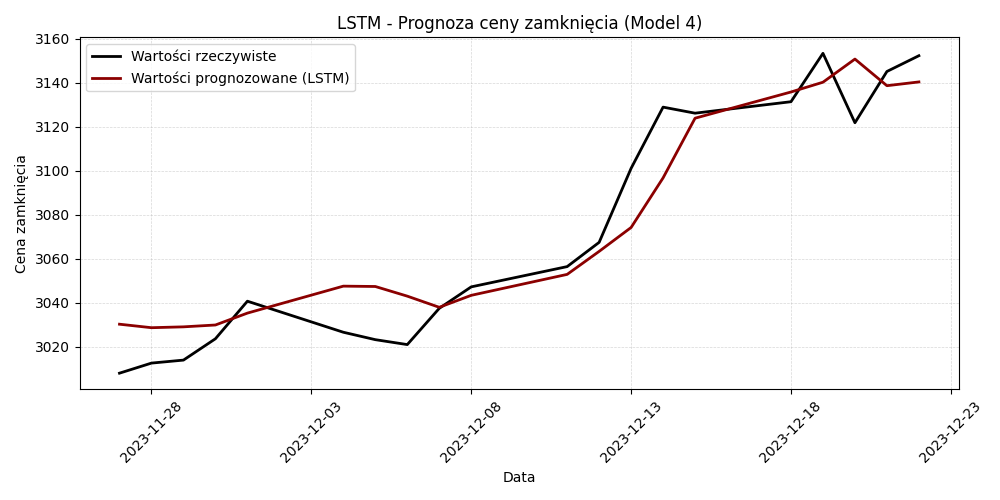 LSTM - Prognoza ceny zamknięcia (Model 4)
Wartości rzeczywiste
Wartości prognozowane (LSTM)
Cena zamknięcia
3160
3140
3120
3100
3080
3060
3040
3020
2023-11-28
2023-12-03
2023-12-08
2023-12-13
2023-12-18
2023-12-23
Data